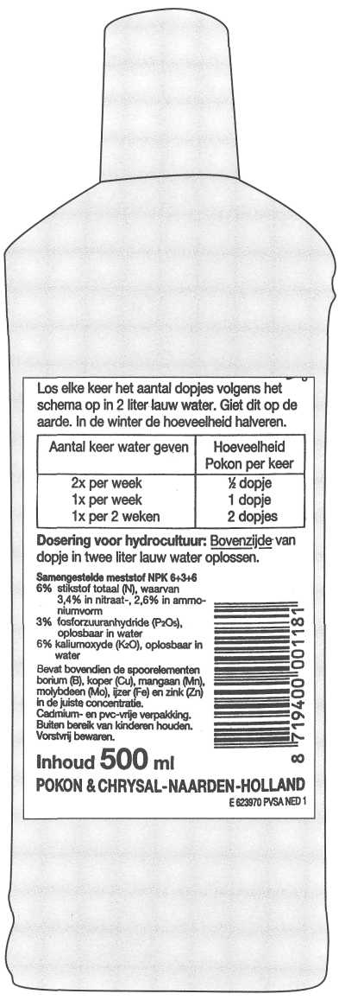 Los elke keer het aantal dopjes volgens het
schema op in 2 liter lauw water. Giet dit op de
aarde. In de winter de hoeveelheid halveren.
Aantal keer water geven Hoeveelheid
Pokon per keer
2x per week ½ dopje
1x per week 1 dopje
1x per 2 weken 2 dopjes
Dosering voor hydrocultuur: Bovenzijde van
dopje in twee liter lauw water oplossen.
Samengestelde meststof NPK 6+3+6
6% stikstof totaal (N), waarvan
3,4% in nitraat-, 2,6% in ammo-
niumvorm
3% fosforzuuranhydride (P₂O₅),
oplosbaar in water
6% kaliumoxyde (K₂O), oplosbaar in
water
Bevat bovendien de spoorelementen
borium (B), koper (Cu), mangaan (Mn),
molybdeen (Mo), ijzer (Fe) en zink (Zn)
in de juiste concentratie.
Cadmium- en pvc-vrije verpakking.
Buiten bereik van kinderen houden.
Vorstvrij bewaren.
8 719400 001181
Inhoud 500 ml
POKON & CHRYSAL-NAARDEN-HOLLAND
E 623970 PVSA NED 1